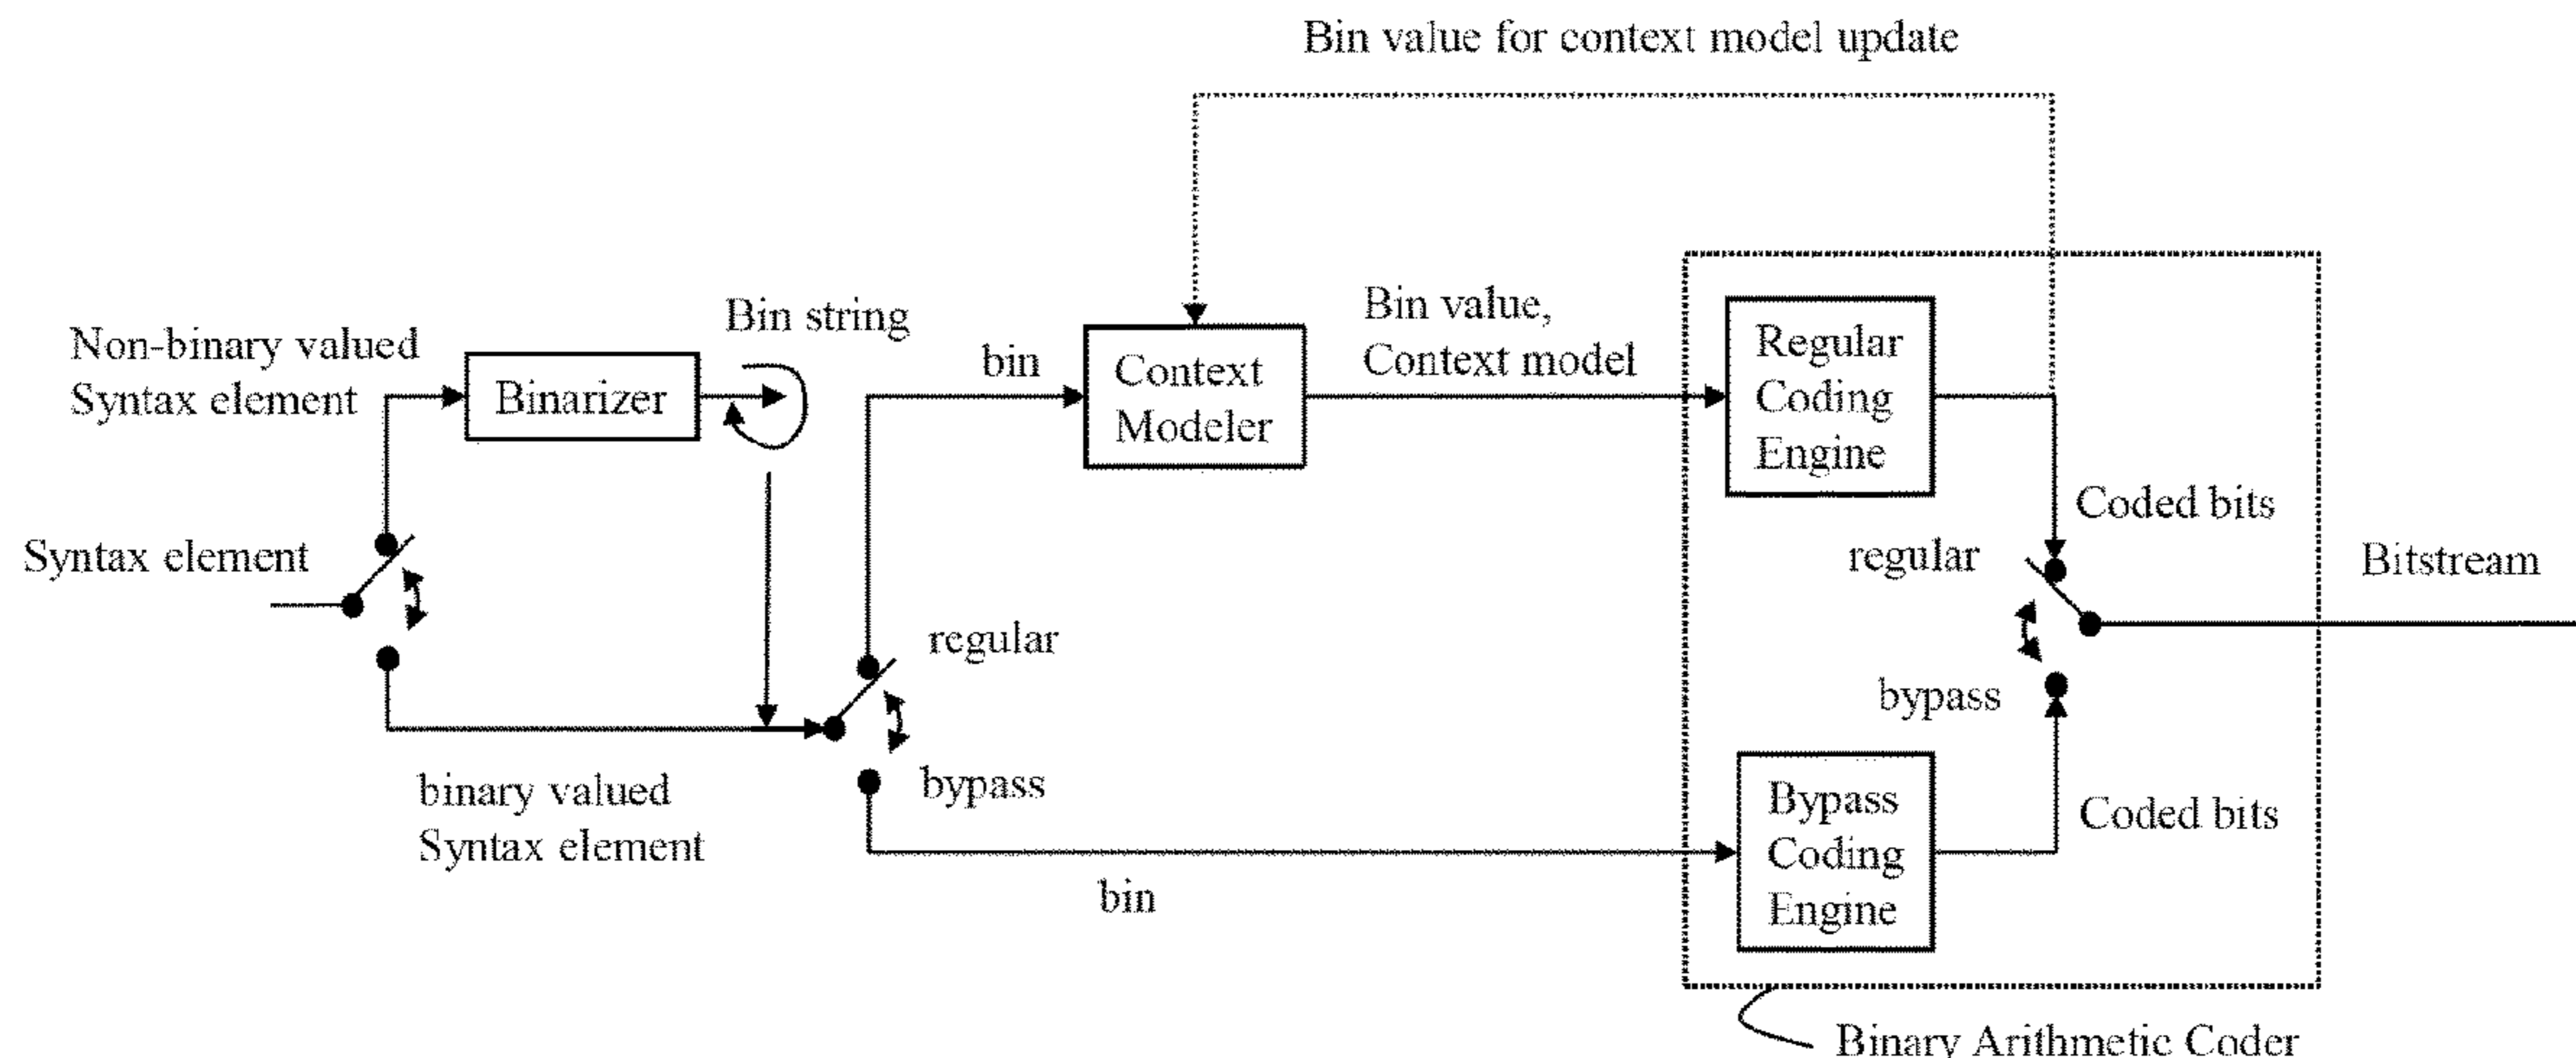 Bin value for context model update
Non-binary valued
Syntax element
Binarizer
Bin string
bin
Context
Modeler
Bin value,
Context model
Regular
Coding
Engine
Coded bits
Syntax element
regular
bypass
binary valued
Syntax element
bin
regular
bypass
Bitstream
Bypass
Coding
Engine
Coded bits
Binary Arithmetic Coder